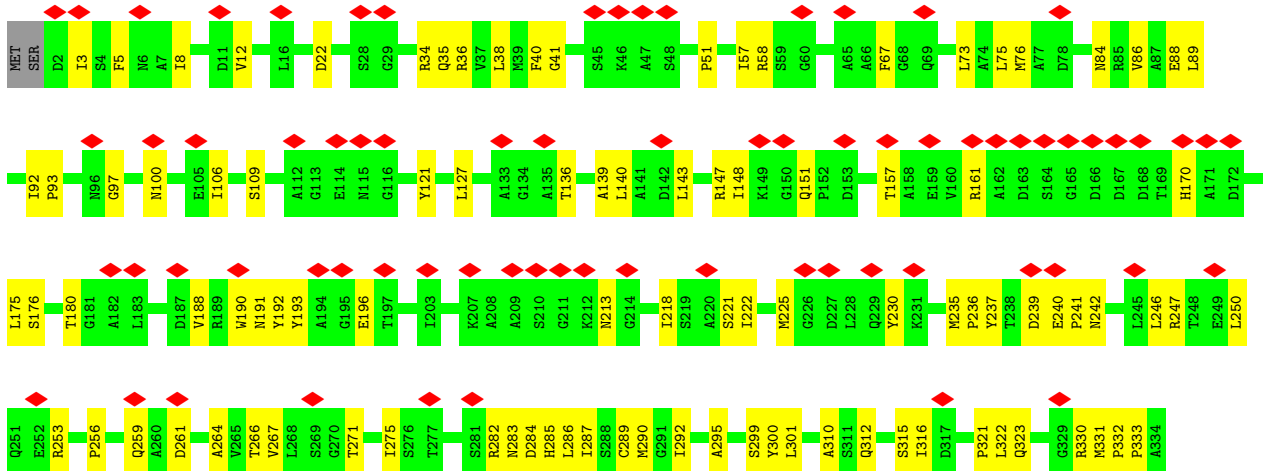 MET SER D2 I3 S4 F5 N6 A7 I8 D11 V12 L16 D22 S28 G29 R34 Q35 R36 V37 L38 M39 F40 G41 S45 K46 A47 S48 P51 I57 R58 S59 G60 A65 A66 F67 G68 Q69 L73 A74 L75 M76 A77 D78 N84 R85 V86 A87 E88 L89
I92 P93 N96 G97 N100 E105 I106 S109 A112 G113 E114 N115 G116 Y121 L127 A133 G134 A135 T136 A139 L140 A141 D142 L143 R147 I148 K149 G150 Q151 P152 D153 T157 A158 E159 V160 R161 A162 D163 S164 G165 D166 D167 D168 T169 H170 A171 D172
L175 S176 T180 G181 A182 L183 D187 V188 R189 W190 N191 Y192 Y193 A194 G195 E196 T197 I203 K207 A208 A209 S210 G211 K212 N213 G214 I218 S219 A220 S221 I222 M225 G226 D227 L228 Q229 Y230 K231 M235 P236 Y237 T238 D239 E240 P241 N242 L245 L246 R247 T248 E249 L250
Q251 E252 R253 P256 Q259 A260 D261 A264 V265 T266 V267 L268 S269 G270 T271 I275 S276 T277 S281 R282 N283 D284 H285 L286 I287 S288 C289 M290 G291 I292 A295 S299 Y300 L301 A310 S311 Q312 S315 I316 D317 P321 L322 Q323 G329 R330 M331 P332 P333 A334